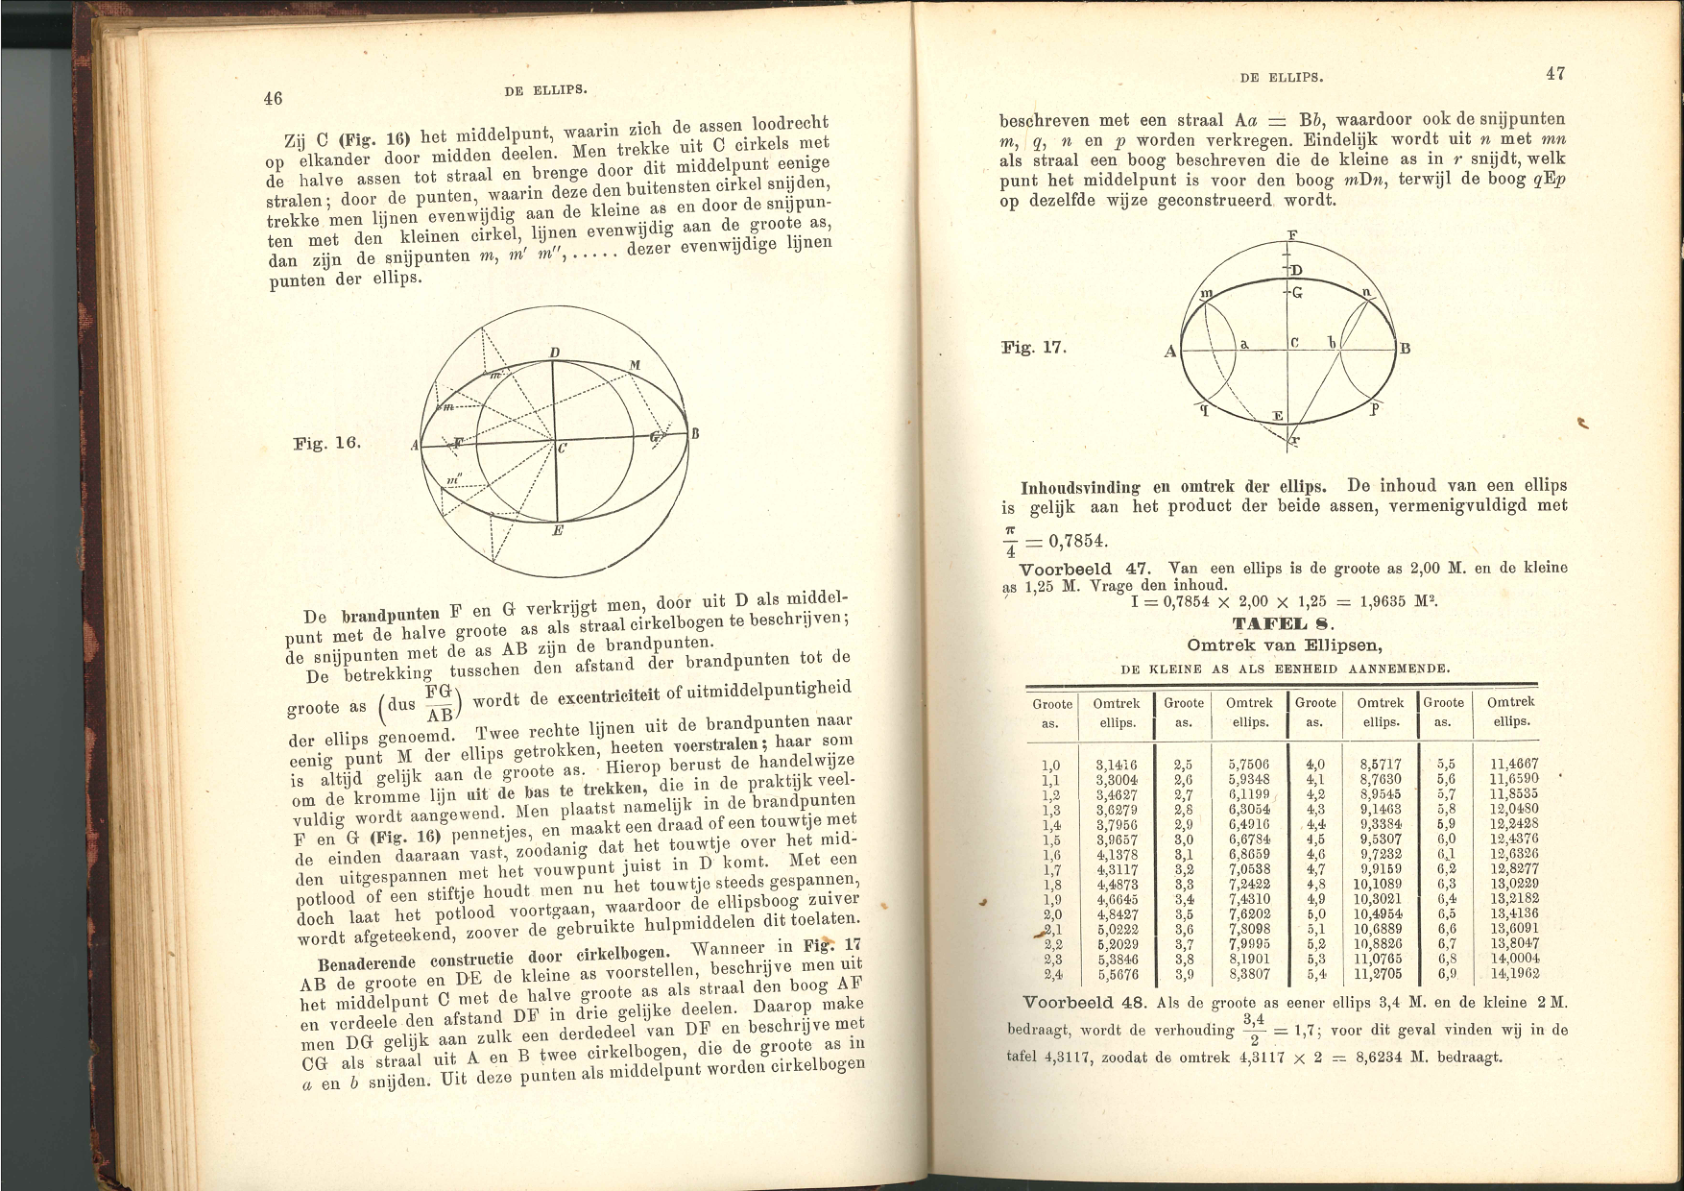 46
DE ELLIPS.
Zij C (Fig. 16) het middelpunt, waarin zich de assen loodrecht
op elkander door midden deelen. Men trekke uit C cirkels met
de halve assen tot straal en brenge door dit middelpunt eenige
stralen; door de punten, waarin deze den buitensten cirkel snijden,
trekke men lijnen evenwijdig aan de kleine as en door de snijpun-
ten met den kleinen cirkel, lijnen evenwijdig aan de groote as,
dan zijn de snijpunten m, m′ m″, ..... dezer evenwijdige lijnen
punten der ellips.
D
M
m′
m
Fig. 16.
A
F
C
G
B
m″
E
De brandpunten F en G verkrijgt men, door uit D als middel-
punt met de halve groote as als straal cirkelbogen te beschrijven;
de snijpunten met de as AB zijn de brandpunten.
De betrekking tusschen den afstand der brandpunten tot de
groote as (dus FG/AB) wordt de excentriciteit of uitmiddelpuntigheid
der ellips genoemd. Twee rechte lijnen uit de brandpunten naar
eenig punt M der ellips getrokken, heeten voerstralen; haar som
is altijd gelijk aan de groote as. Hierop berust de handelwijze
om de kromme lijn uit de bas te trekken, die in de praktijk veel-
vuldig wordt aangewend. Men plaatst namelijk in de brandpunten
F en G (Fig. 16) pennetjes, en maakt een draad of een touwtje met
de einden daaraan vast, zoodanig dat het touwtje over het mid-
den uitgespannen met het vouwpunt juist in D komt. Met een
potlood of een stiftje houdt men nu het touwtje steeds gespannen,
doch laat het potlood voortgaan, waardoor de ellipsboog zuiver
wordt afgeteekend, zoover de gebruikte hulpmiddelen dit toelaten.
Benaderende constructie door cirkelbogen. Wanneer in Fig. 17
AB de groote en DE de kleine as voorstellen, beschrijve men uit
het middelpunt C met de halve groote as als straal den boog AF
en verdeele den afstand DF in drie gelijke deelen. Daarop make
men DG gelijk aan zulk een derdedeel van DF en beschrijve met
CG als straal uit A en B twee cirkelbogen, die de groote as in
a en b snijden. Uit deze punten als middelpunt worden cirkelbogen
DE ELLIPS.
47
beschreven met een straal Aa = Bb, waardoor ook de snijpunten
m, q, n en p worden verkregen. Eindelijk wordt uit n met mn
als straal een boog beschreven die de kleine as in r snijdt, welk
punt het middelpunt is voor den boog mDn, terwijl de boog qEp
op dezelfde wijze geconstrueerd wordt.
F
D
m
G
n
Fig. 17.
A
a
C
b
B
q
E
p
r
Inhoudsvinding en omtrek der ellips. De inhoud van een ellips
is gelijk aan het product der beide assen, vermenigvuldigd met
π/4 = 0,7854.
Voorbeeld 47. Van een ellips is de groote as 2,00 M. en de kleine
as 1,25 M. Vrage den inhoud.
I = 0,7854 × 2,00 × 1,25 = 1,9635 M².
TAFEL 8.
Omtrek van Ellipsen,
DE KLEINE AS ALS EENHEID AANNEMENDE.
Groote as. Omtrek ellips. Groote as. Omtrek ellips. Groote as. Omtrek ellips. Groote as. Omtrek ellips.
1,0 3,1416 2,5 5,7506 4,0 8,5717 5,5 11,4667
1,1 3,3004 2,6 5,9348 4,1 8,7630 5,6 11,6590
1,2 3,4627 2,7 6,1199 4,2 8,9545 5,7 11,8535
1,3 3,6279 2,8 6,3054 4,3 9,1463 5,8 12,0480
1,4 3,7956 2,9 6,4916 4,4 9,3384 5,9 12,2428
1,5 3,9657 3,0 6,6784 4,5 9,5307 6,0 12,4376
1,6 4,1378 3,1 6,8659 4,6 9,7232 6,1 12,6326
1,7 4,3117 3,2 7,0538 4,7 9,9159 6,2 12,8277
1,8 4,4873 3,3 7,2422 4,8 10,1089 6,3 13,0229
1,9 4,6645 3,4 7,4310 4,9 10,3021 6,4 13,2182
2,0 4,8427 3,5 7,6202 5,0 10,4954 6,5 13,4136
2,1 5,0222 3,6 7,8098 5,1 10,6889 6,6 13,6091
2,2 5,2029 3,7 7,9995 5,2 10,8826 6,7 13,8047
2,3 5,3846 3,8 8,1901 5,3 11,0765 6,8 14,0004
2,4 5,5676 3,9 8,3807 5,4 11,2705 6,9 14,1962
Voorbeeld 48. Als de groote as eener ellips 3,4 M. en de kleine 2 M.
bedraagt, wordt de verhouding 3,4/2 = 1,7; voor dit geval vinden wij in de
tafel 4,3117, zoodat de omtrek 4,3117 × 2 = 8,6234 M. bedraagt.